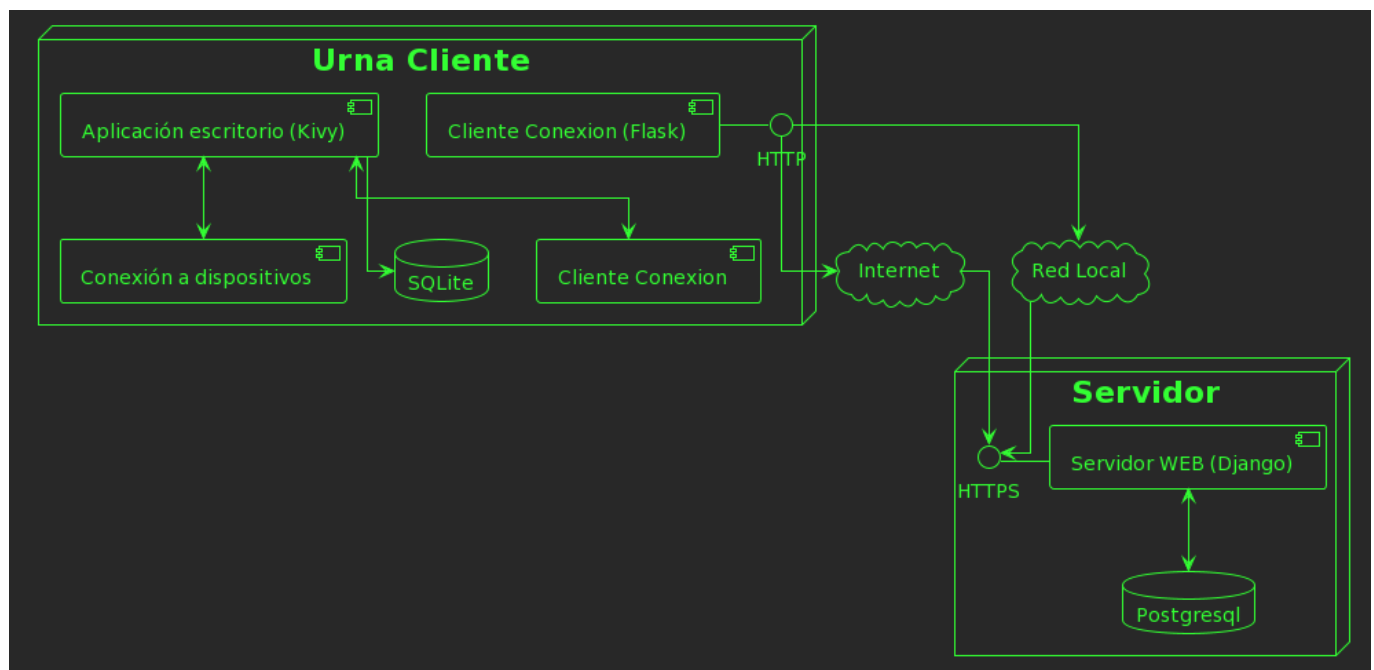 Urna Cliente
Aplicación escritorio (Kivy)
Cliente Conexion (Flask)
HTTP
Conexión a dispositivos
SQLite
Cliente Conexion
Internet
Red Local
Servidor
Servidor WEB (Django)
HTTPS
Postgresql